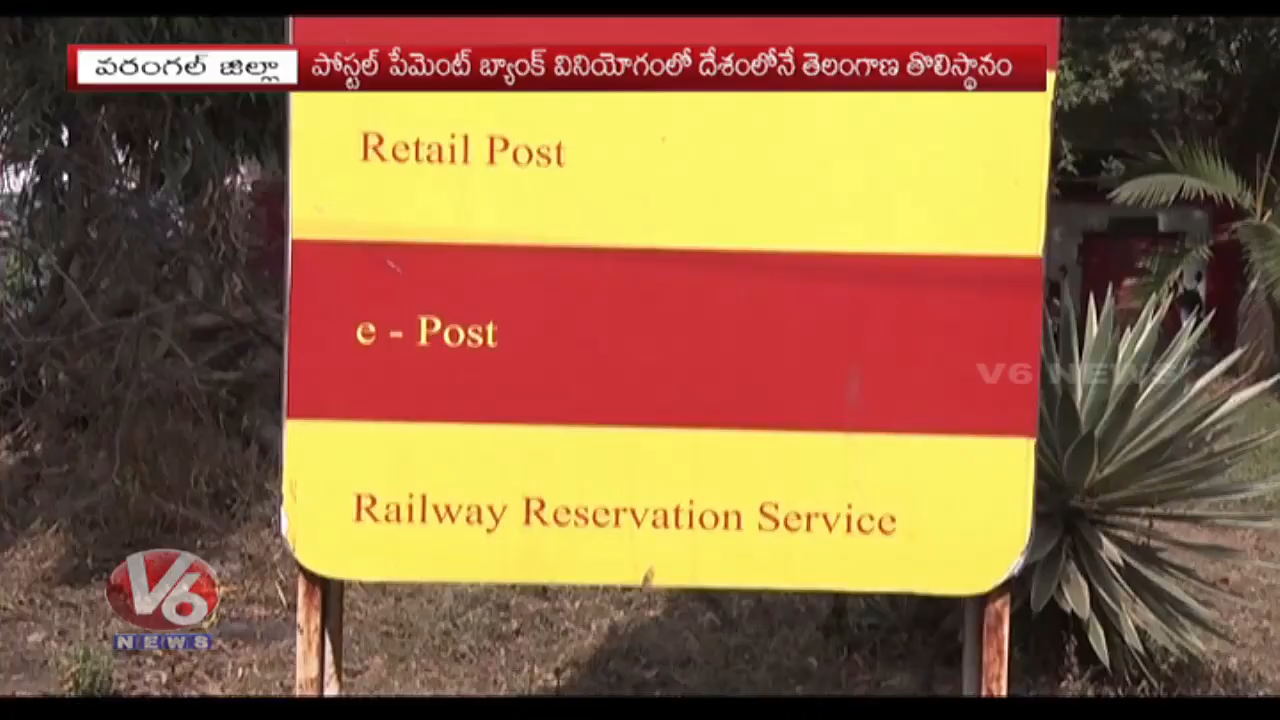 వరంగల్ జిల్లా
పోస్టల్ పేమెంట్ బ్యాంక్ వినియోగంలో దేశంలోనే తెలంగాణ తొలిస్థానం
Retail Post
e - Post
V6 NEWS
Railway Reservation Service
V6
NEWS